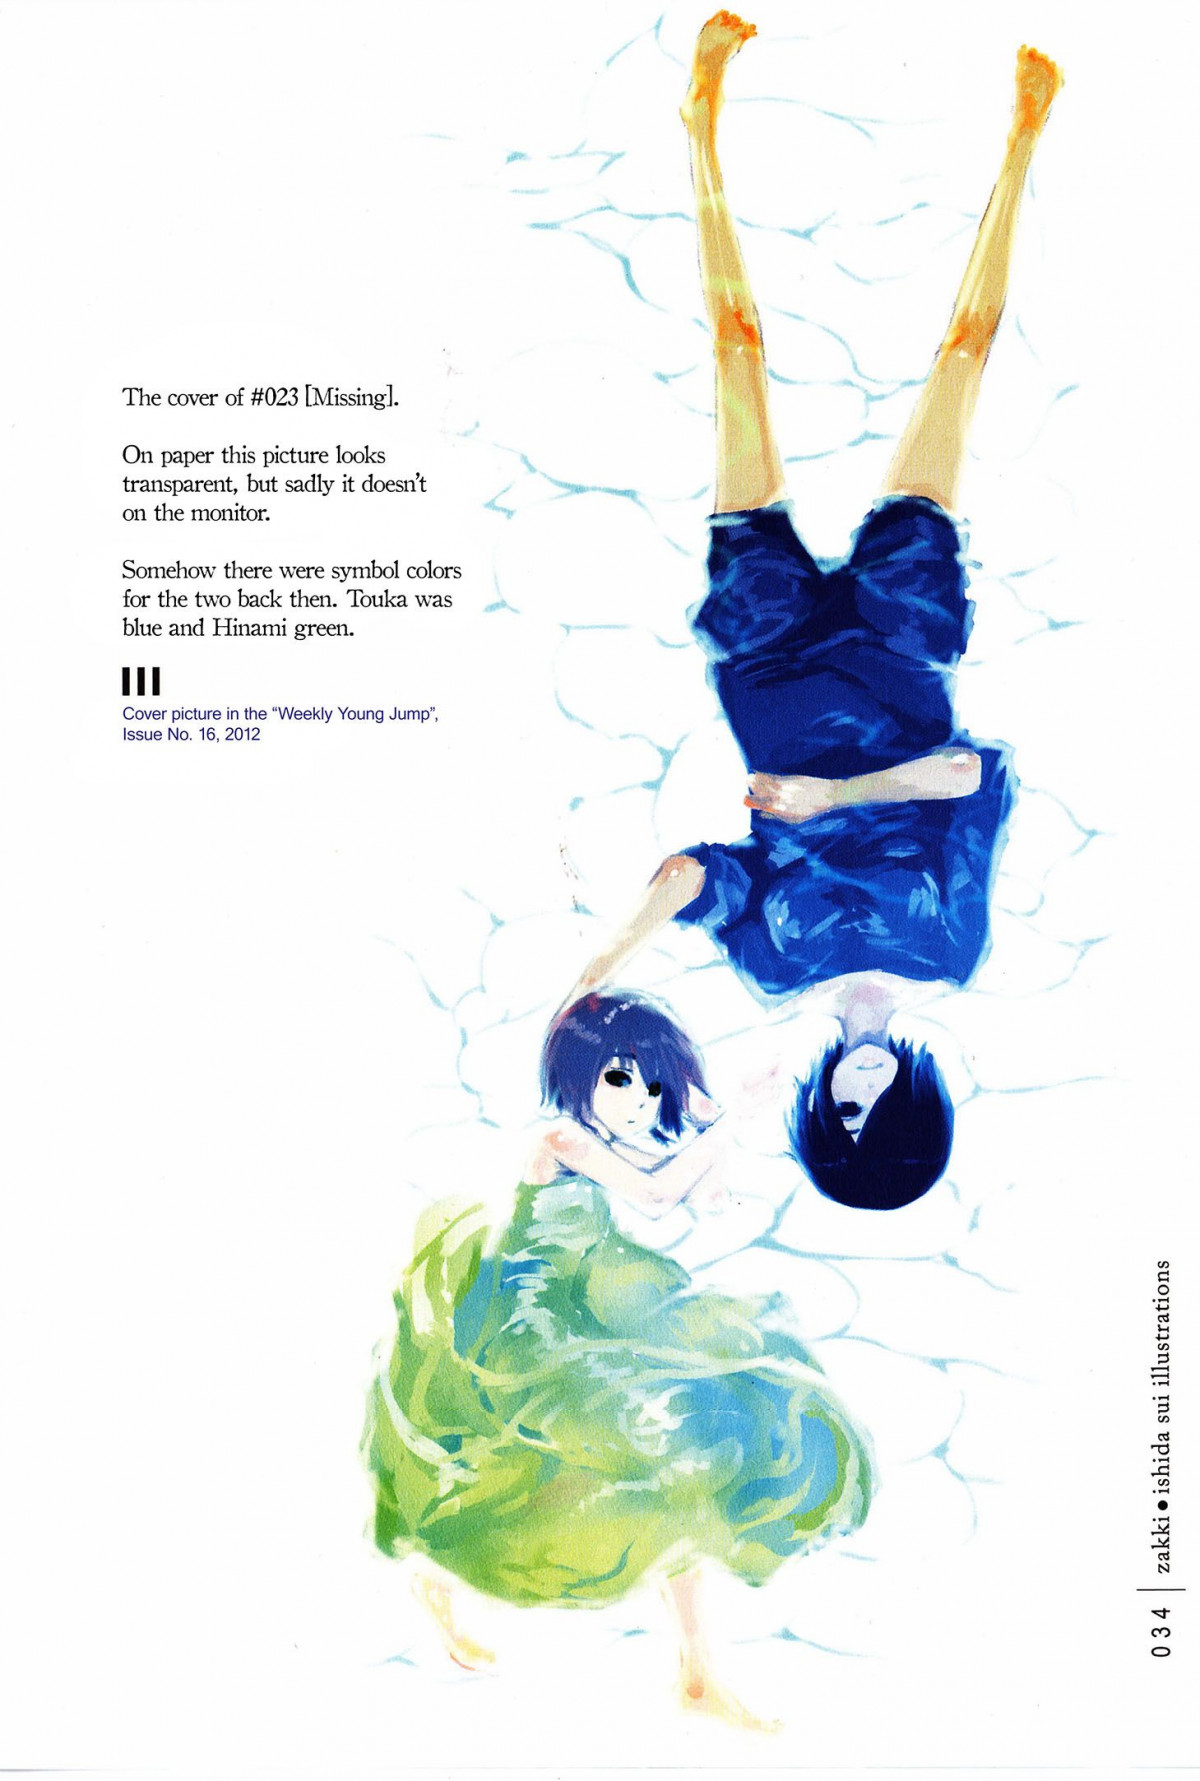 The cover of #023 [Missing].
On paper this picture looks
transparent, but sadly it doesn't
on the monitor.
Somehow there were symbol colors
for the two back then. Touka was
blue and Hinami green.
Cover picture in the “Weekly Young Jump”,
Issue No. 16, 2012
034 | zakki●ishida sui illustrations